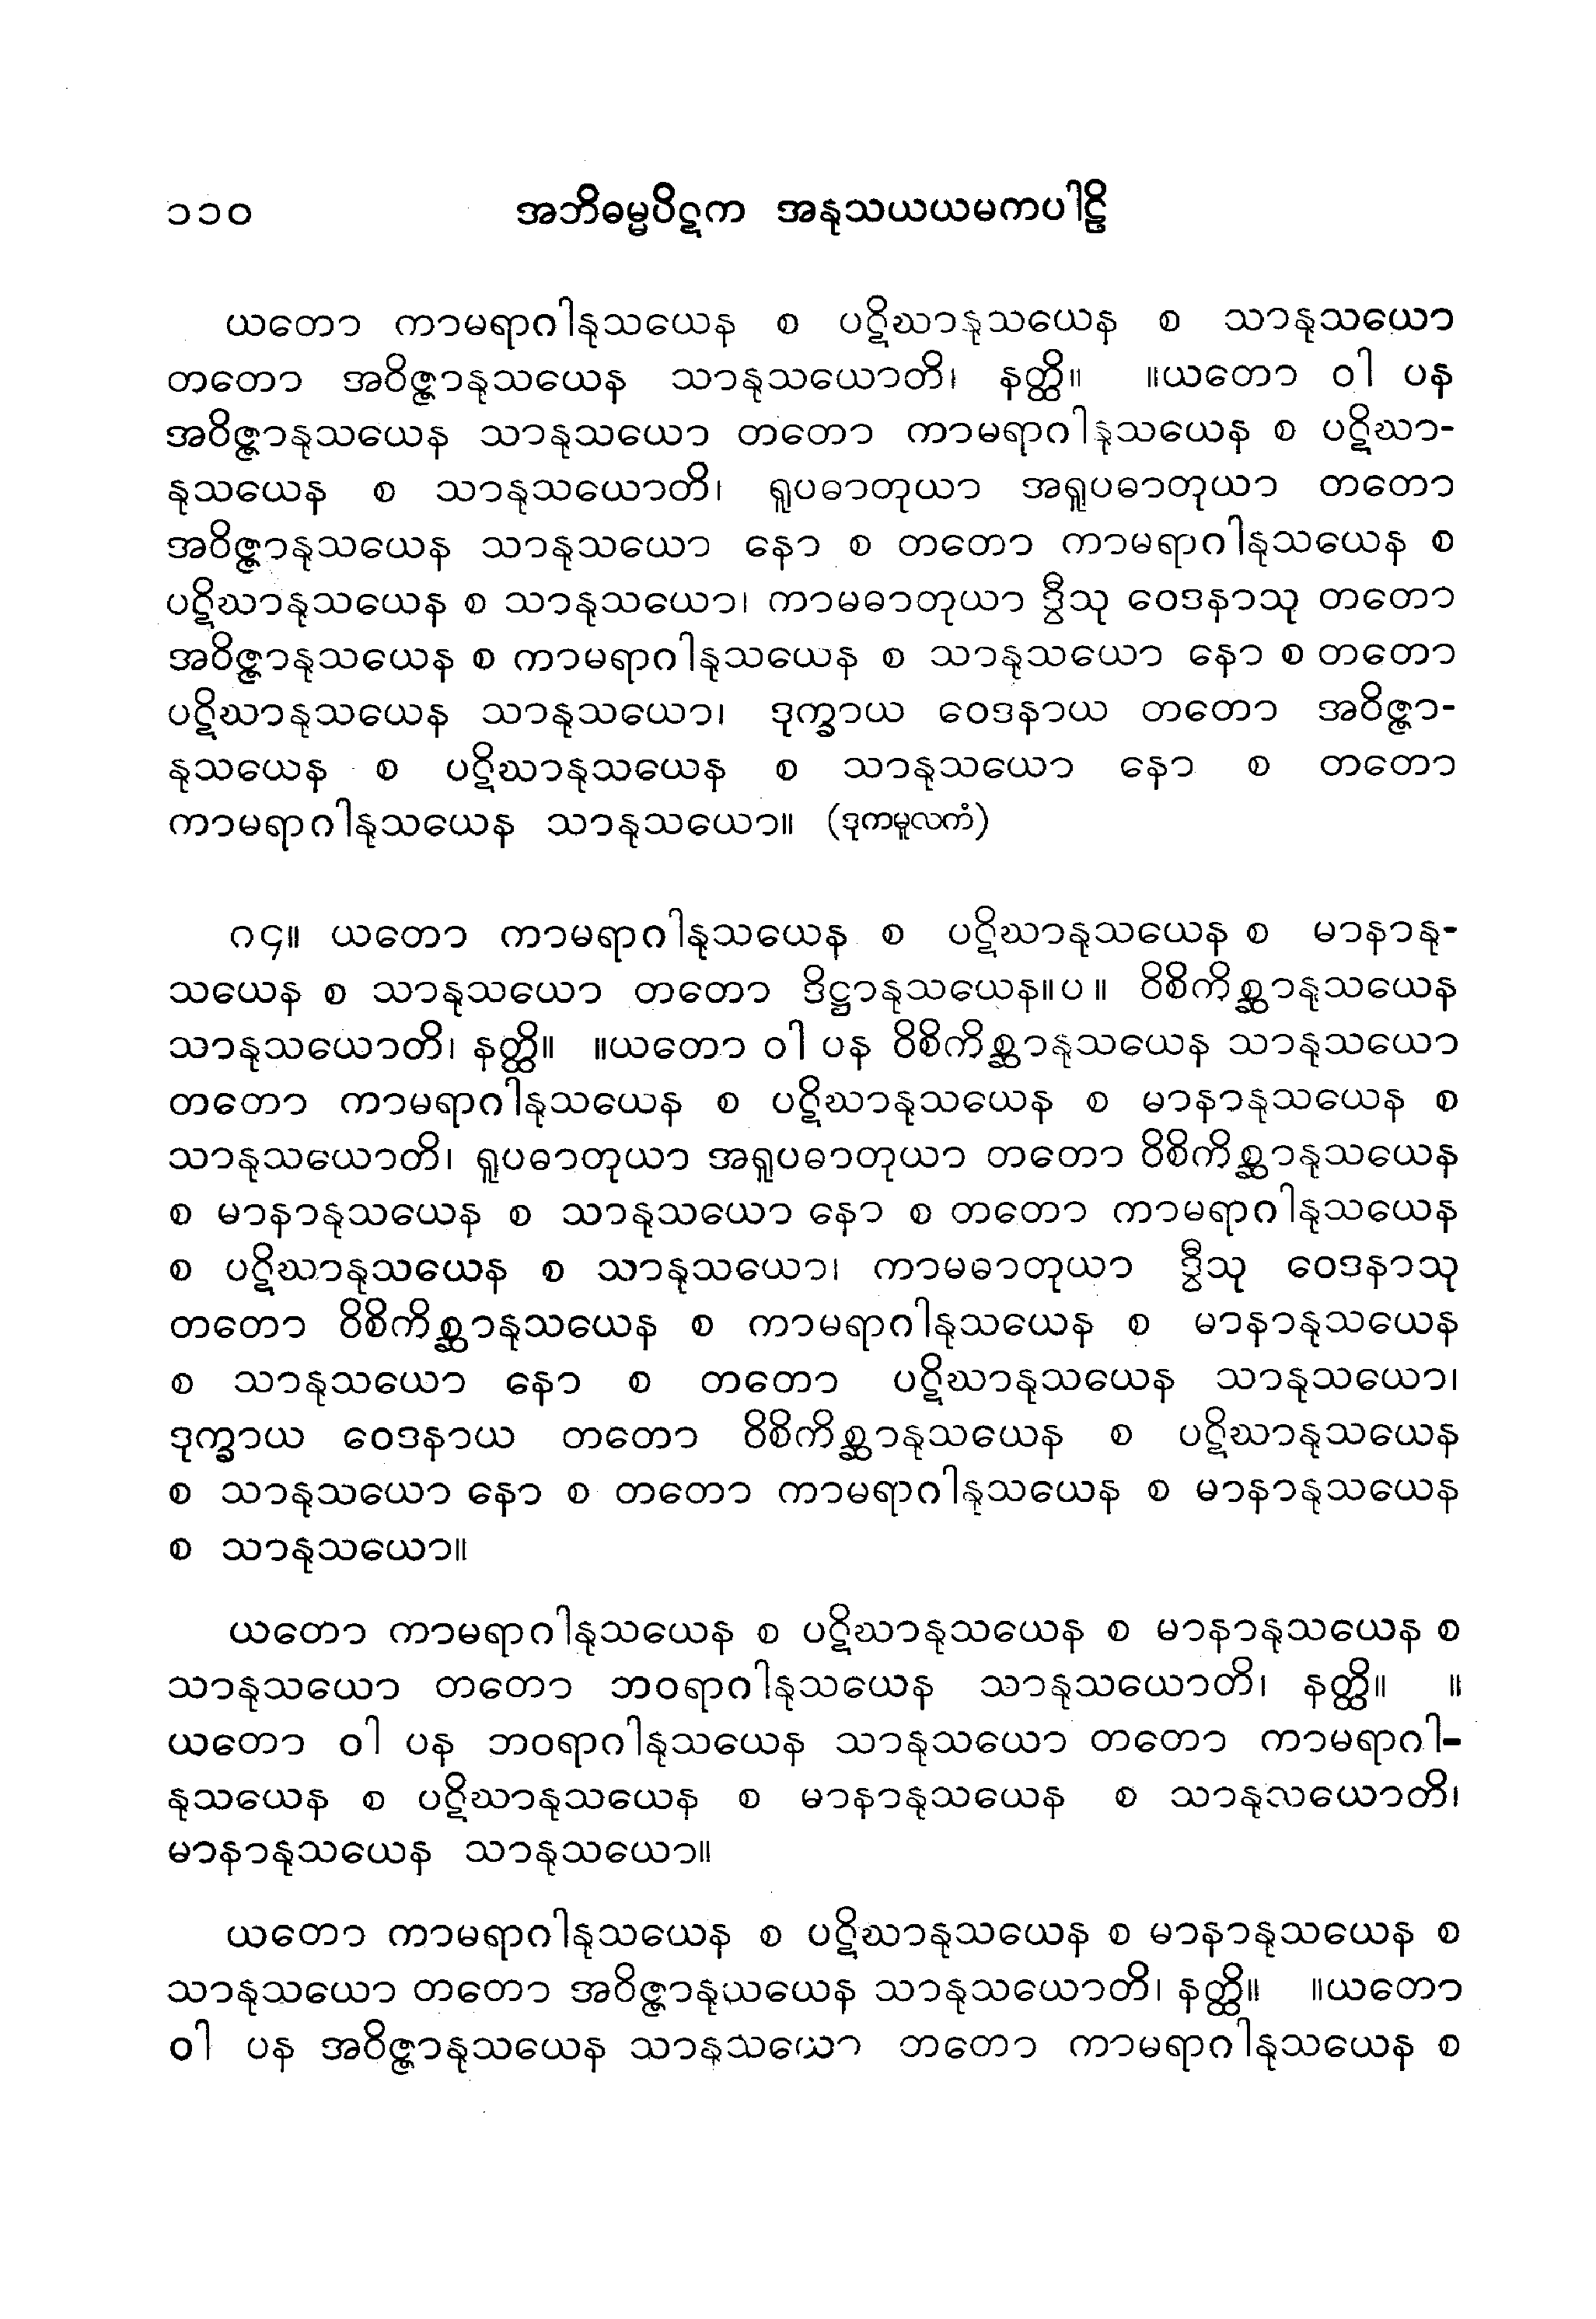 ၁၁၀ အဘိဓမ္မပိဋက အနုသယယမကပါဠိ
ယတော ကာမရာဂါနုသယေန စ ပဋိဃာနုသယေန စ သာနုသယော
တတော အဝိဇ္ဇာနုသယေန သာနုသယောတိ၊ နတ္ထိ။ ။ယတော ဝါ ပန
အဝိဇ္ဇာနုသယေန သာနုသယော တတော ကာမရာဂါနုသယေန စ ပဋိဃာ-
နုသယေန စ သာနုသယောတိ၊ ရူပဓာတုယာ အရူပဓာတုယာ တတော
အဝိဇ္ဇာနုသယေန သာနုသယော နော စ တတော ကာမရာဂါနုသယေန စ
ပဋိဃာနုသယေန စ သာနုသယော၊ ကာမဓာတုယာ ဒွီသု ဝေဒနာသု တတော
အဝိဇ္ဇာနုသယေန စ ကာမရာဂါနုသယေန စ သာနုသယော နော စ တတော
ပဋိဃာနုသယေန သာနုသယော၊ ဒုက္ခာယ ဝေဒနာယ တတော အဝိဇ္ဇာ-
နုသယေန စ ပဋိဃာနုသယေန စ သာနုသယော နော စ တတော
ကာမရာဂါနုသယေန သာနုသယော။ (ဒုကမူလကံ)
၈၄။ ယတော ကာမရာဂါနုသယေန စ ပဋိဃာနုသယေန စ မာနာနု-
သယေန စ သာနုသယော တတော ဒိဋ္ဌာနုသယေန။ပ။ ဝိစိကိစ္ဆာနုသယေန
သာနုသယောတိ၊ နတ္ထိ။ ။ယတော ဝါ ပန ဝိစိကိစ္ဆာနုသယေန သာနုသယော
တတော ကာမရာဂါနုသယေန စ ပဋိဃာနုသယေန စ မာနာနုသယေန စ
သာနုသယောတိ၊ ရူပဓာတုယာ အရူပဓာတုယာ တတော ဝိစိကိစ္ဆာနုသယေန
စ မာနာနုသယေန စ သာနုသယော နော စ တတော ကာမရာဂါနုသယေန
စ ပဋိဃာနုသယေန စ သာနုသယော၊ ကာမဓာတုယာ ဒွီသု ဝေဒနာသု
တတော ဝိစိကိစ္ဆာနုသယေန စ ကာမရာဂါနုသယေန စ မာနာနုသယေန
စ သာနုသယော နော စ တတော ပဋိဃာနုသယေန သာနုသယော၊
ဒုက္ခာယ ဝေဒနာယ တတော ဝိစိကိစ္ဆာနုသယေန စ ပဋိဃာနုသယေန
စ သာနုသယော နော စ တတော ကာမရာဂါနုသယေန စ မာနာနုသယေန
စ သာနုသယော။
ယတော ကာမရာဂါနုသယေန စ ပဋိဃာနုသယေန စ မာနာနုသယေန စ
သာနုသယော တတော ဘဝရာဂါနုသယေန သာနုသယောတိ၊ နတ္ထိ။ ။
ယတော ဝါ ပန ဘဝရာဂါနုသယေန သာနုသယော တတော ကာမရာဂါ-
နုသယေန စ ပဋိဃာနုသယေန စ မာနာနုသယေန စ သာနုလယောတိ၊
မာနာနုသယေန သာနုသယော။
ယတော ကာမရာဂါနုသယေန စ ပဋိဃာနုသယေန စ မာနာနုသယေန စ
သာနုသယော တတော အဝိဇ္ဇာနုယယေန သာနုသယောတိ၊ နတ္ထိ။ ။ယတော
ဝါ ပန အဝိဇ္ဇာနုသယေန သာနုသယော တတော ကာမရာဂါနုသယေန စ